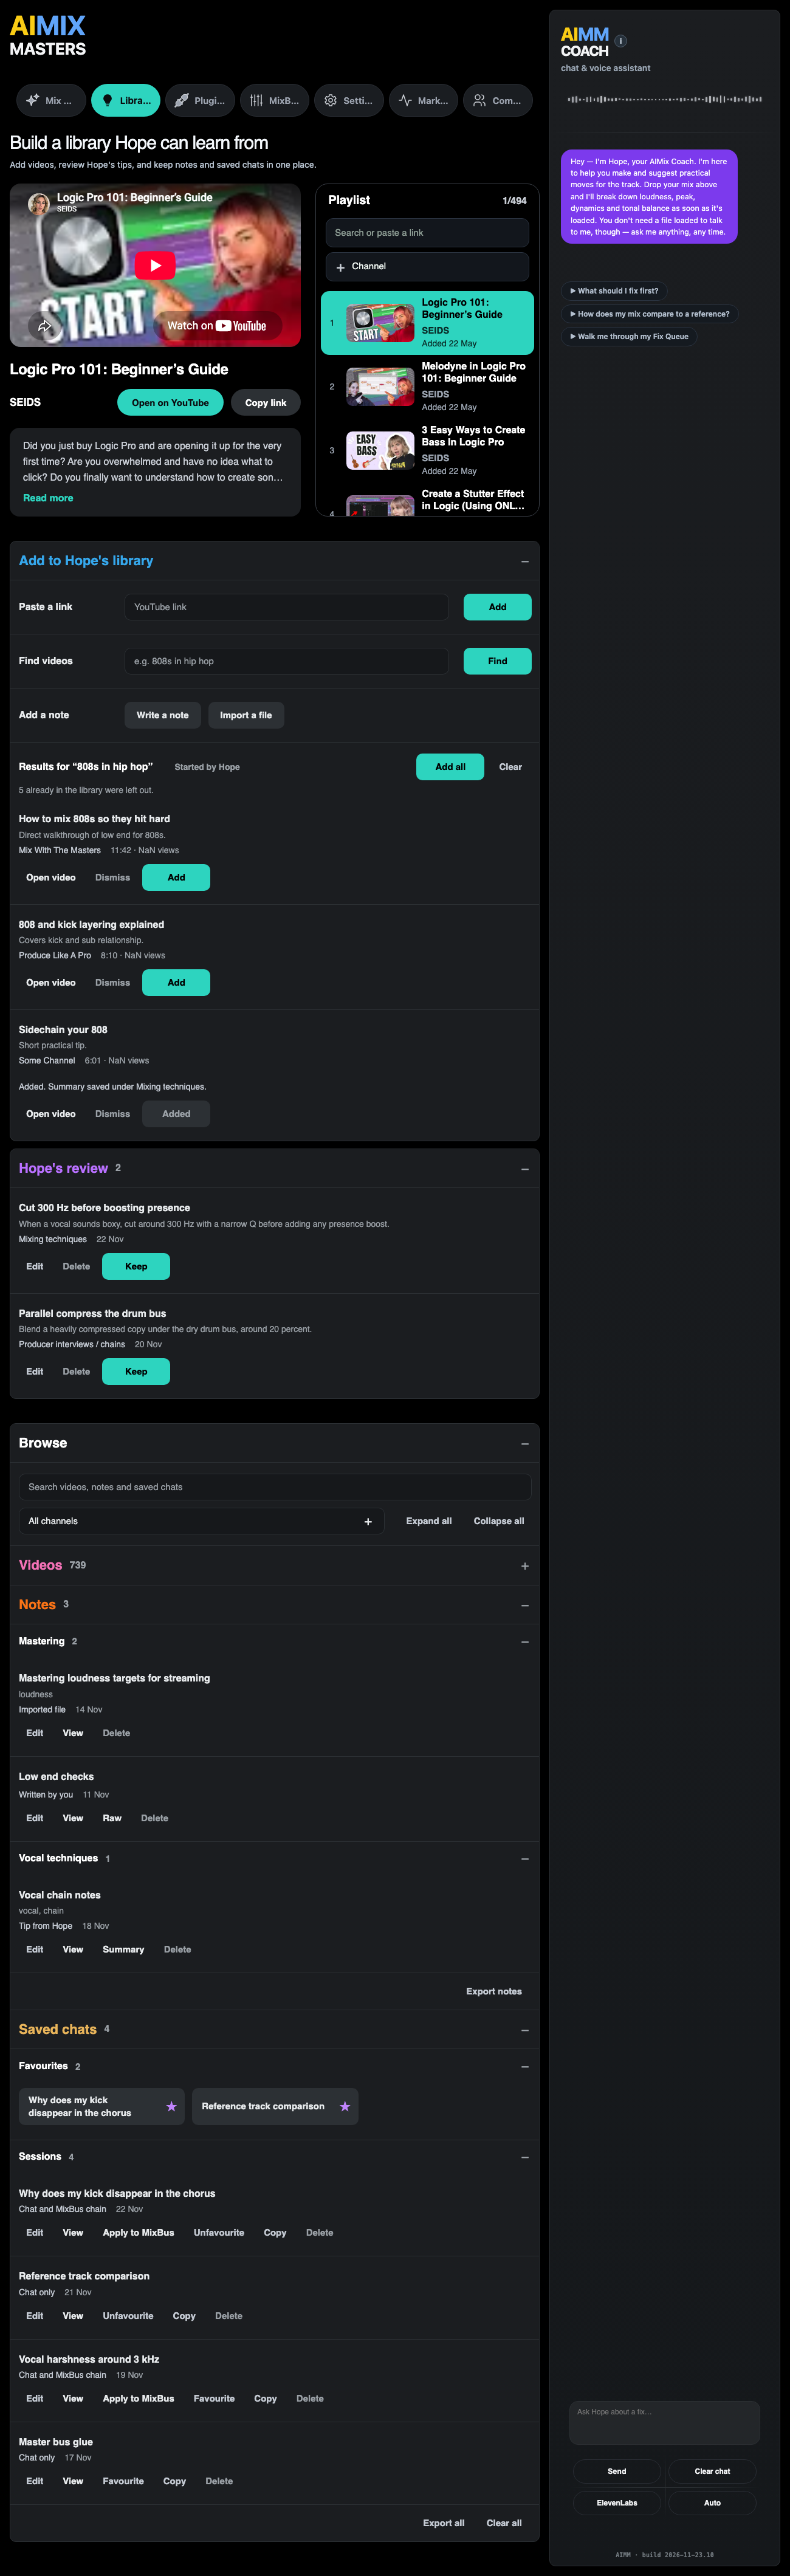 AIMIX
MASTERS
Mix ...
Libra...
Plugi...
MixB...
Setti...
Mark...
Com...
Build a library Hope can learn from
Add videos, review Hope's tips, and keep notes and saved chats in one place.
Logic Pro 101: Beginner's Guide
SEIDS
START
Watch on YouTube
Logic Pro 101: Beginner's Guide
SEIDS
Open on YouTube
Copy link
Did you just buy Logic Pro and are opening it up for the very
first time? Are you overwhelmed and have no idea what to
click? Do you finally want to understand how to create son...
Read more
Playlist
1/494
Search or paste a link
+ Channel
1
START
Logic Pro 101:
Beginner's Guide
SEIDS
Added 22 May
2
Melodyne in Logic Pro
101: Beginner Guide
SEIDS
Added 22 May
3
EASY
BASS
3 Easy Ways to Create
Bass In Logic Pro
SEIDS
Added 22 May
4
Create a Stutter Effect
in Logic (Using ONL...
Add to Hope's library
Paste a link
YouTube link
Add
Find videos
e.g. 808s in hip hop
Find
Add a note
Write a note
Import a file
Results for “808s in hip hop”
Started by Hope
Add all
Clear
5 already in the library were left out.
How to mix 808s so they hit hard
Direct walkthrough of low end for 808s.
Mix With The Masters 11:42 · NaN views
Open video
Dismiss
Add
808 and kick layering explained
Covers kick and sub relationship.
Produce Like A Pro 8:10 · NaN views
Open video
Dismiss
Add
Sidechain your 808
Short practical tip.
Some Channel 6:01 · NaN views
Added. Summary saved under Mixing techniques.
Open video
Dismiss
Added
Hope's review 2
Cut 300 Hz before boosting presence
When a vocal sounds boxy, cut around 300 Hz with a narrow Q before adding any presence boost.
Mixing techniques 22 Nov
Edit
Delete
Keep
Parallel compress the drum bus
Blend a heavily compressed copy under the dry drum bus, around 20 percent.
Producer interviews / chains 20 Nov
Edit
Delete
Keep
Browse
Search videos, notes and saved chats
All channels
Expand all
Collapse all
Videos 739
Notes 3
Mastering 2
Mastering loudness targets for streaming
loudness
Imported file 14 Nov
Edit
View
Delete
Low end checks
Written by you 11 Nov
Edit
View
Raw
Delete
Vocal techniques 1
Vocal chain notes
vocal, chain
Tip from Hope 18 Nov
Edit
View
Summary
Delete
Export notes
Saved chats 4
Favourites 2
Why does my kick
disappear in the chorus
Reference track comparison
Sessions 4
Why does my kick disappear in the chorus
Chat and MixBus chain 22 Nov
Edit
View
Apply to MixBus
Unfavourite
Copy
Delete
Reference track comparison
Chat only 21 Nov
Edit
View
Unfavourite
Copy
Delete
Vocal harshness around 3 kHz
Chat and MixBus chain 19 Nov
Edit
View
Apply to MixBus
Favourite
Copy
Delete
Master bus glue
Chat only 17 Nov
Edit
View
Favourite
Copy
Delete
Export all
Clear all
AIMM
COACH
i
chat & voice assistant
Hey — I'm Hope, your AIMix Coach. I'm here
to help you make and suggest practical
moves for the track. Drop your mix above
and I'll break down loudness, peak,
dynamics and tonal balance as soon as it's
loaded. You don't need a file loaded to talk
to me, though — ask me anything, any time.
What should I fix first?
How does my mix compare to a reference?
Walk me through my Fix Queue
Ask Hope about a fix...
Send
Clear chat
ElevenLabs
Auto
AIMM · build 2026-11-23.10